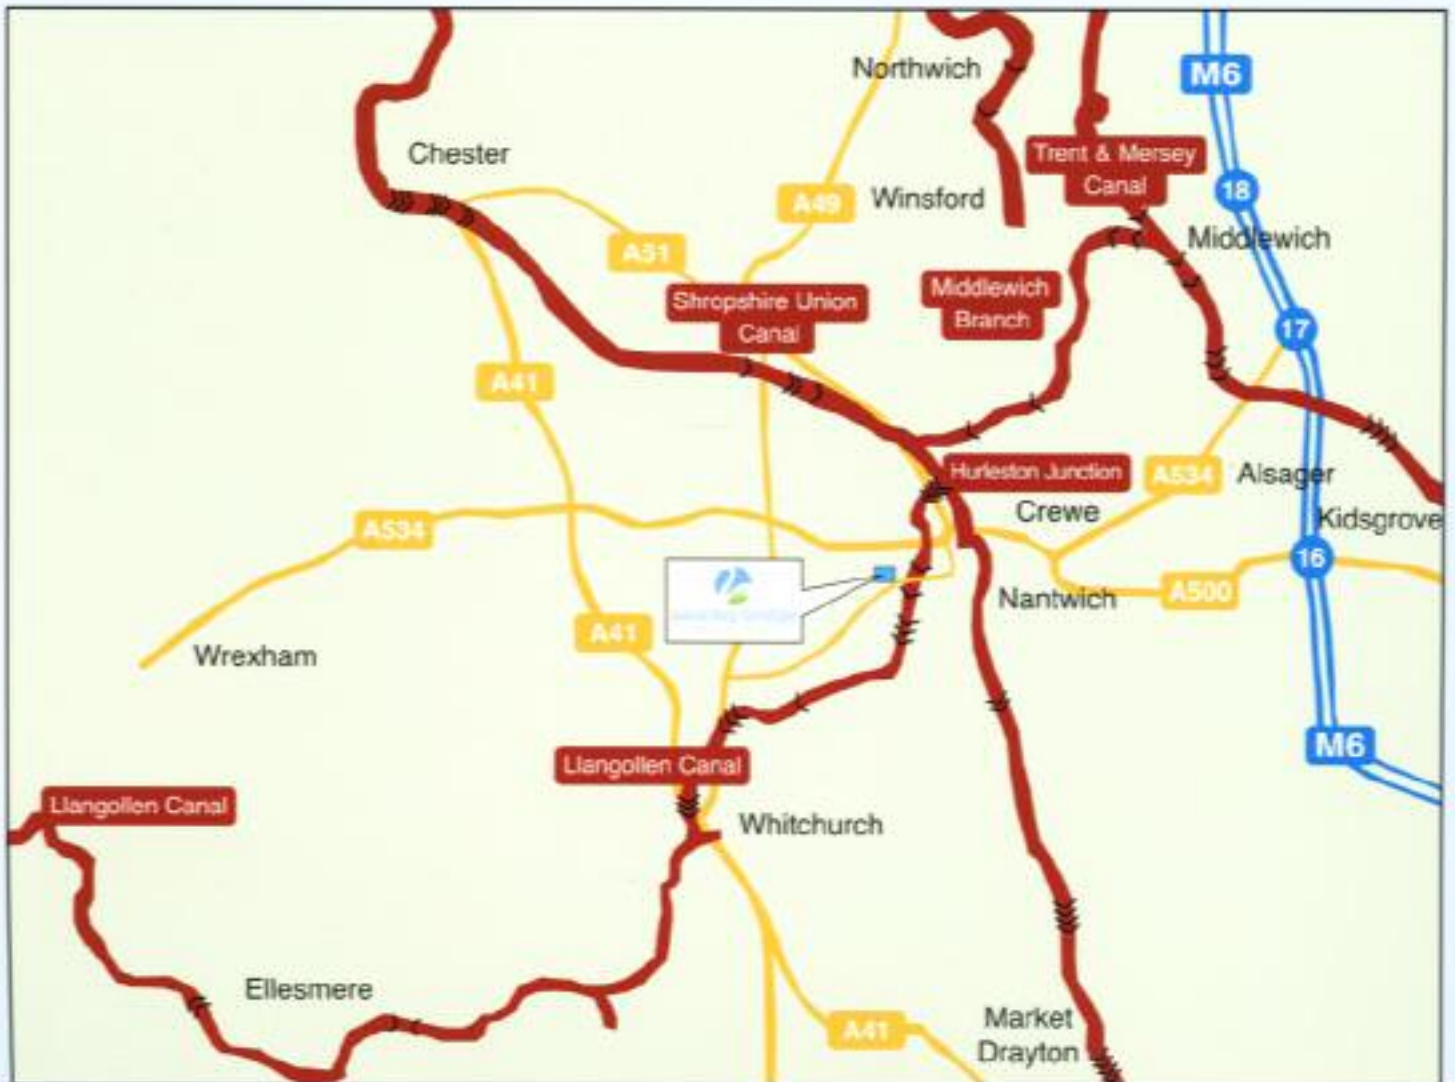 M6
Northwich
Chester
Trent & Mersey
Canal
18
A49
Winsford
Middlewich
A51
Shropshire Union
Canal
Middlewich
Branch
17
A41
Hurleston Junction
A534
Alsager
Crewe
Kidsgrove
A534
16
A500
Nantwich
A41
Wrexham
M6
Llangollen Canal
Llangollen Canal
Whitchurch
Ellesmere
Market
Drayton
A41